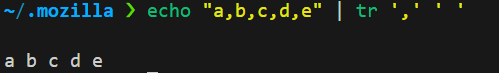 ~/.mozilla ❯ echo "a,b,c,d,e" | tr ',' ' '
a b c d e